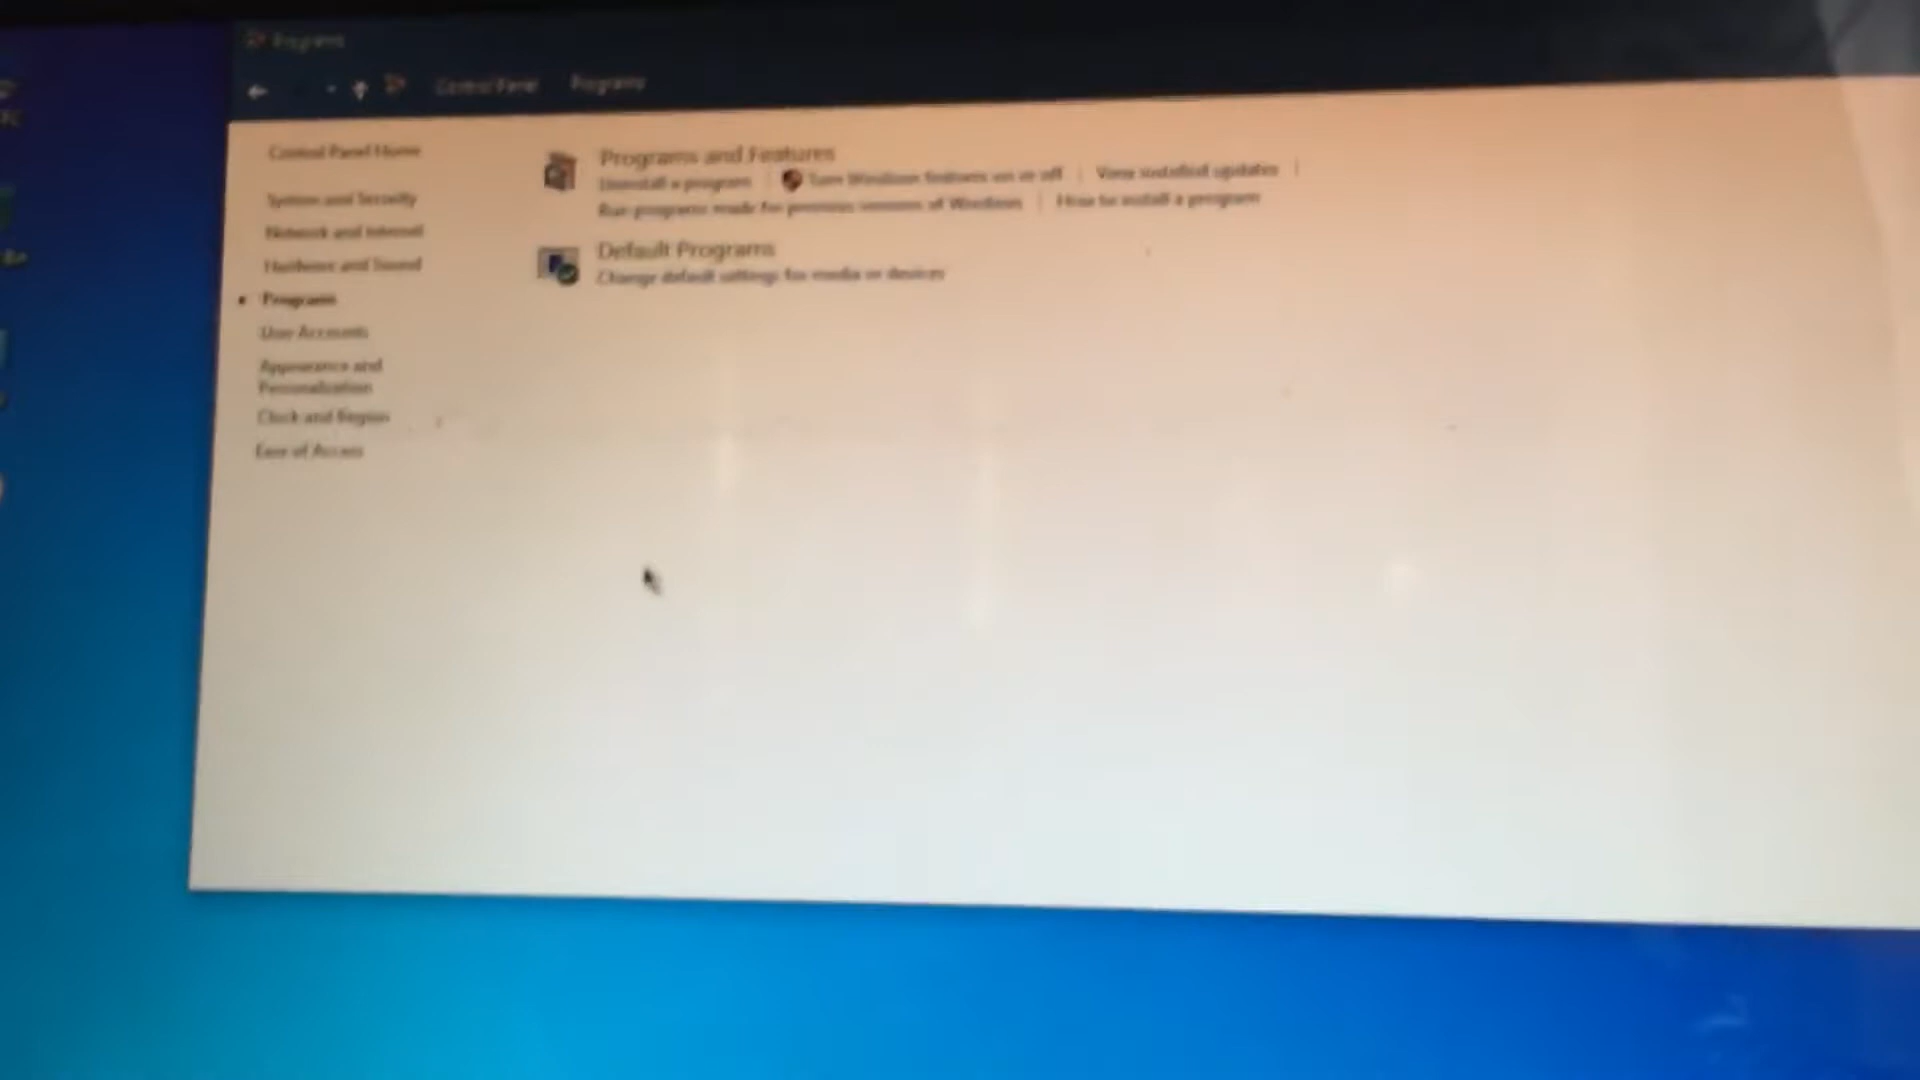 Programs
Control Panel Programs
Control Panel Home
System and Security
Network and Internet
Hardware and Sound
Programs
User Accounts
Appearance and
Personalization
Clock and Region
Ease of Access
Programs and Features
Uninstall a program Turn Windows features on or off View installed updates
Run programs made for previous versions of Windows How to install a program
Default Programs
Change default settings for media or devices